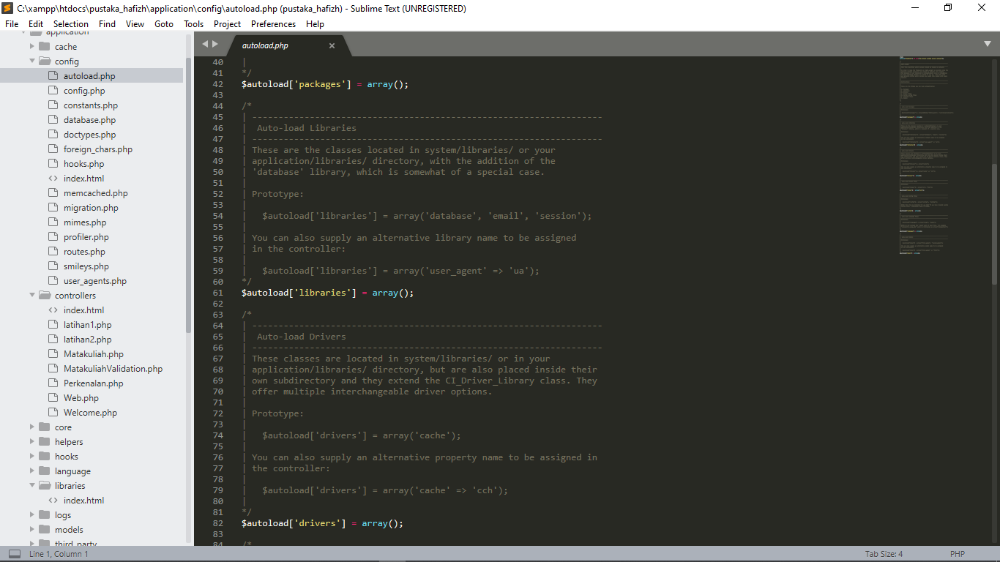 C:\xampp\htdocs\pustaka_hafizh\application\config\autoload.php (pustaka_hafizh) - Sublime Text (UNREGISTERED)
File Edit Selection Find View Goto Tools Project Preferences Help
application
cache
config
autoload.php
config.php
constants.php
database.php
doctypes.php
foreign_chars.php
hooks.php
index.html
memcached.php
migration.php
mimes.php
profiler.php
routes.php
smileys.php
user_agents.php
controllers
index.html
latihan1.php
latihan2.php
Matakuliah.php
MatakuliahValidation.php
Perkenalan.php
Web.php
Welcome.php
core
helpers
hooks
language
libraries
index.html
logs
models
third_party
autoload.php
40 |
41 */
42 $autoload['packages'] = array();
43
44 /*
45 | -------------------------------------------------------------------
46 |  Auto-load Libraries
47 | -------------------------------------------------------------------
48 | These are the classes located in system/libraries/ or your
49 | application/libraries/ directory, with the addition of the
50 | 'database' library, which is somewhat of a special case.
51 |
52 | Prototype:
53 |
54 |   $autoload['libraries'] = array('database', 'email', 'session');
55 |
56 | You can also supply an alternative library name to be assigned
57 | in the controller:
58 |
59 |   $autoload['libraries'] = array('user_agent' => 'ua');
60 */
61 $autoload['libraries'] = array();
62
63 /*
64 | -------------------------------------------------------------------
65 |  Auto-load Drivers
66 | -------------------------------------------------------------------
67 | These classes are located in system/libraries/ or in your
68 | application/libraries/ directory, but are also placed inside their
69 | own subdirectory and they extend the CI_Driver_Library class. They
70 | offer multiple interchangeable driver options.
71 |
72 | Prototype:
73 |
74 |   $autoload['drivers'] = array('cache');
75 |
76 | You can also supply an alternative property name to be assigned in
77 | the controller:
78 |
79 |   $autoload['drivers'] = array('cache' => 'cch');
80 |
81 */
82 $autoload['drivers'] = array();
83
84 /*
Line 1, Column 1
Tab Size: 4
PHP